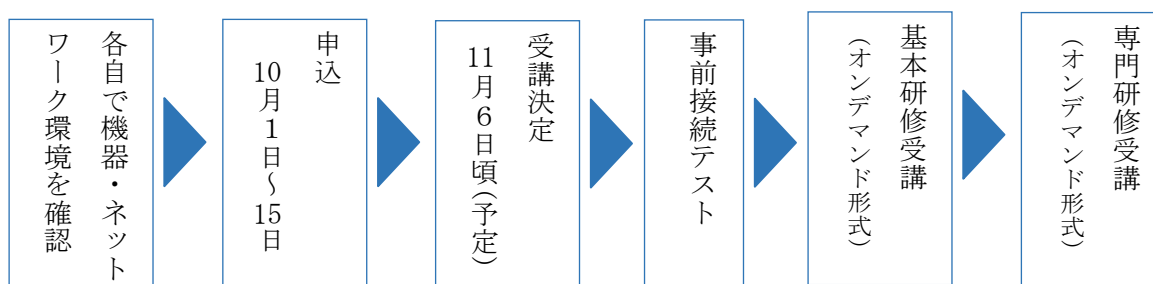 各自で機器・ネット
ワーク環境を確認
申込
10月1日～15日
受講決定
11月6日頃(予定)
事前接続テスト
基本研修受講
(オンデマンド形式)
専門研修受講
(オンデマンド形式)